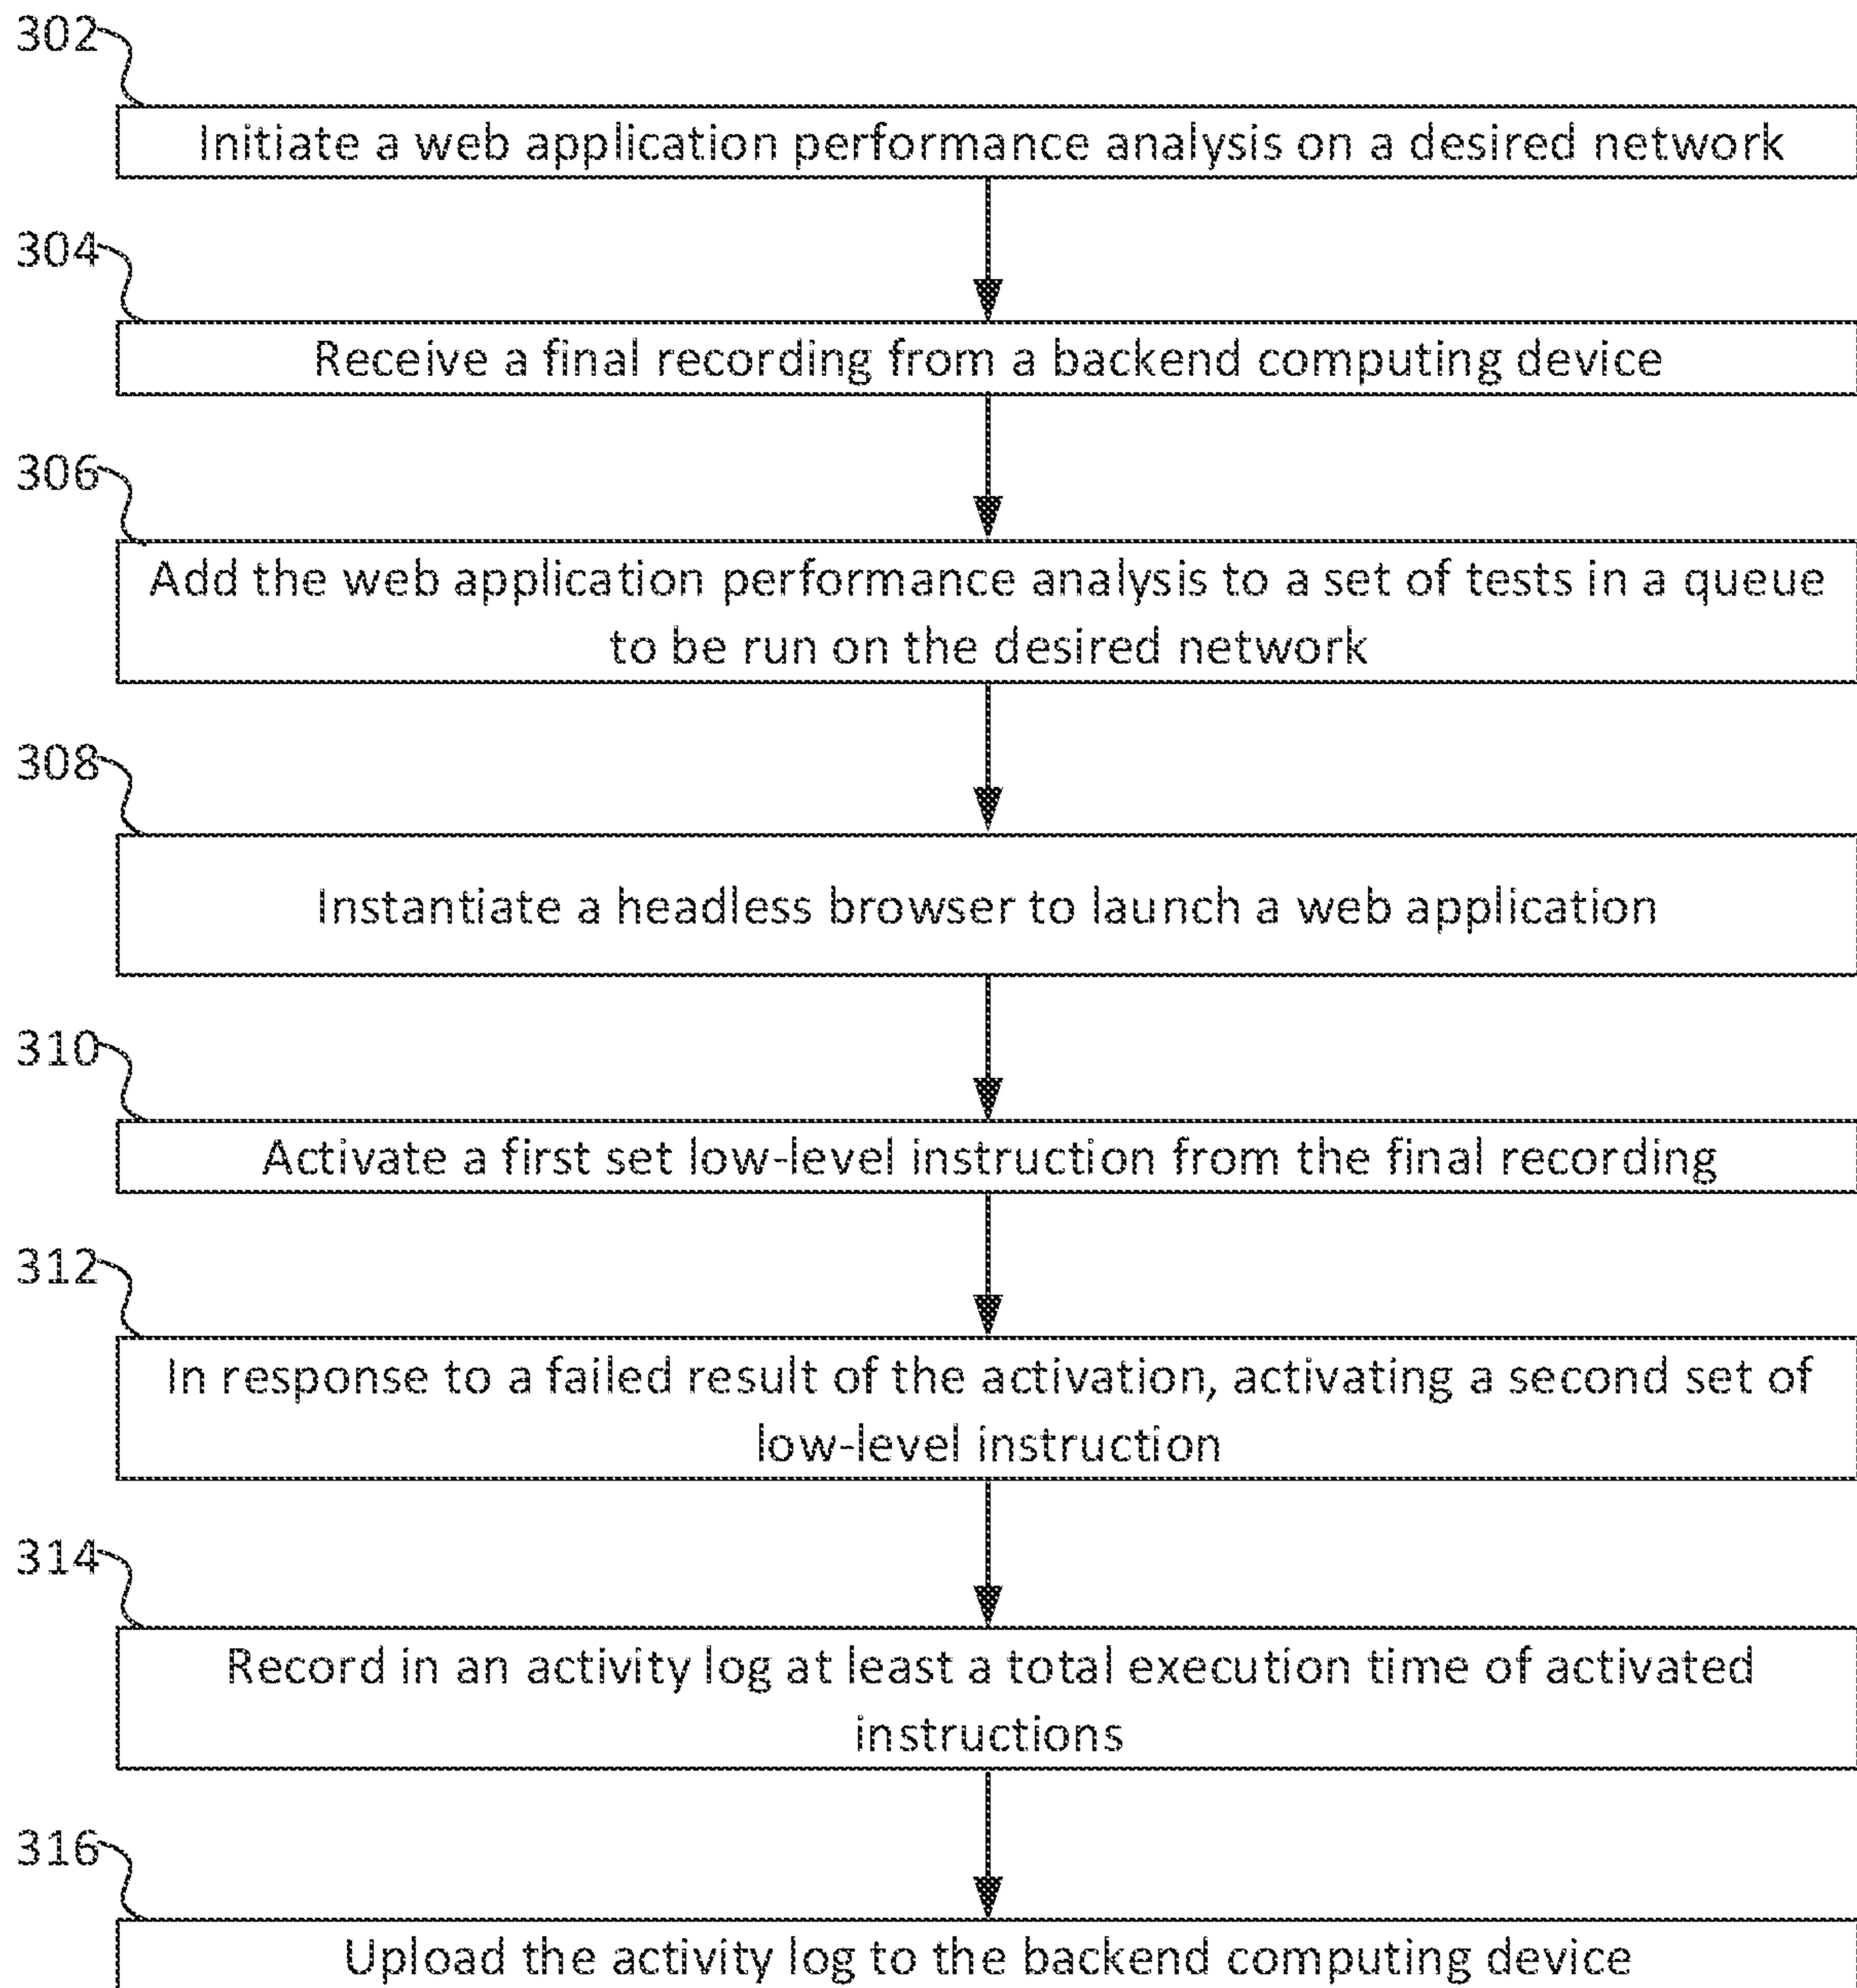 302
Initiate a web application performance analysis on a desired network
304
Receive a final recording from a backend computing device
306
Add the web application performance analysis to a set of tests in a queue
to be run on the desired network
308
Instantiate a headless browser to launch a web application
310
Activate a first set low-level instruction from the final recording
312
In response to a failed result of the activation, activating a second set of
low-level instruction
314
Record in an activity log at least a total execution time of activated
instructions
316
Upload the activity log to the backend computing device